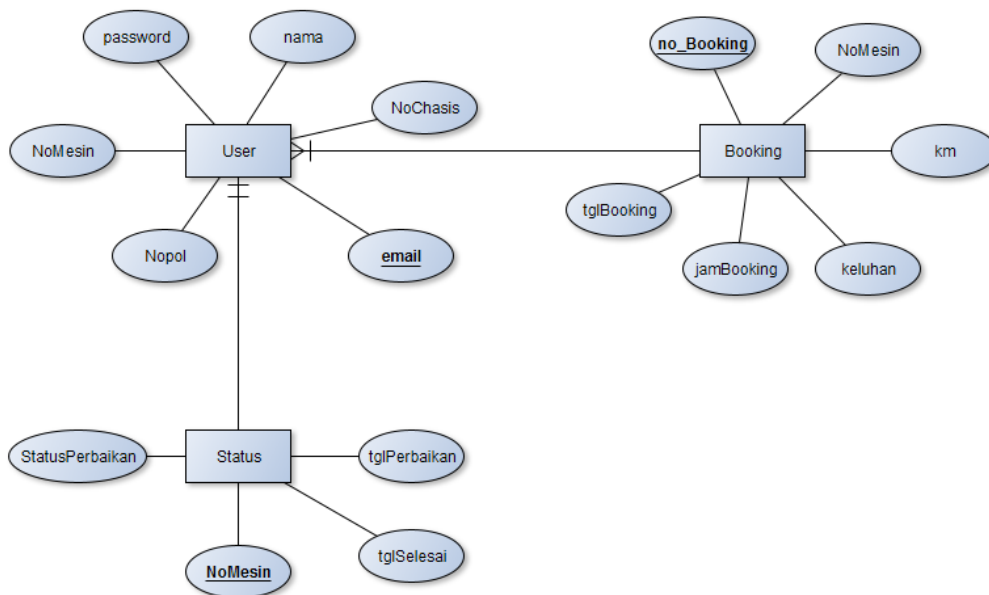 password
nama
no_Booking
NoMesin
NoChasis
NoMesin
User
Booking
km
tglBooking
Nopol
email
jamBooking
keluhan
StatusPerbaikan
Status
tglPerbaikan
tglSelesai
NoMesin